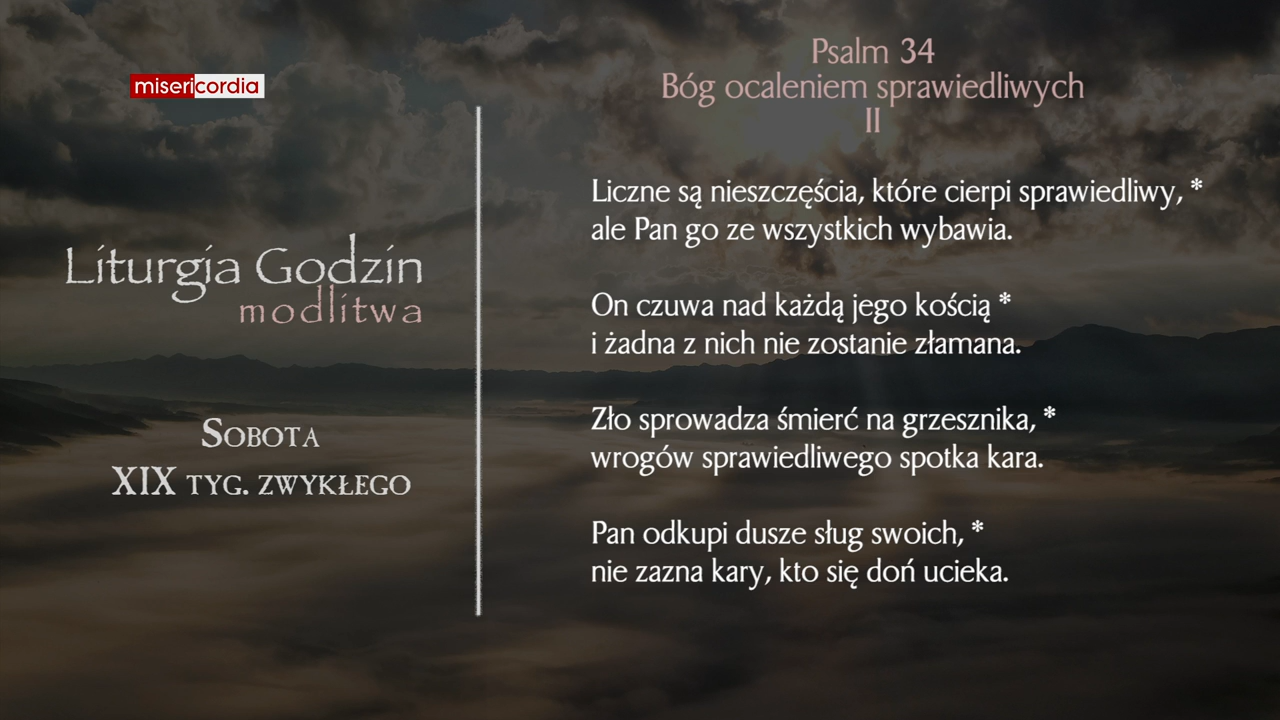 misericordia
Liturgia Godzin
modlitwa
Sobota
XIX tyg. zwykłego
Psalm 34
Bóg ocaleniem sprawiedliwych
II
Liczne są nieszczęścia, które cierpi sprawiedliwy, *
ale Pan go ze wszystkich wybawia.
On czuwa nad każdą jego kością *
i żadna z nich nie zostanie złamana.
Zło sprowadza śmierć na grzesznika, *
wrogów sprawiedliwego spotka kara.
Pan odkupi dusze sług swoich, *
nie zazna kary, kto się doń ucieka.